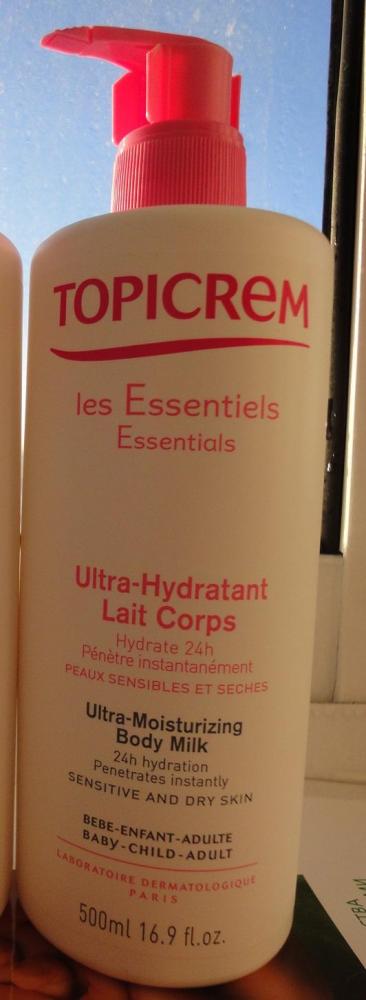 TOPICREM
les Essentiels
Essentials
Ultra-Hydratant
Lait Corps
Hydrate 24h
Pénètre instantanément
PEAUX SENSIBLES ET SECHES
Ultra-Moisturizing
Body Milk
24h hydration
Penetrates instantly
SENSITIVE AND DRY SKIN
BEBE-ENFANT-ADULTE
BABY-CHILD-ADULT
LABORATOIRE DERMATOLOGIQUE
PARIS
500ml 16.9 fl.oz.